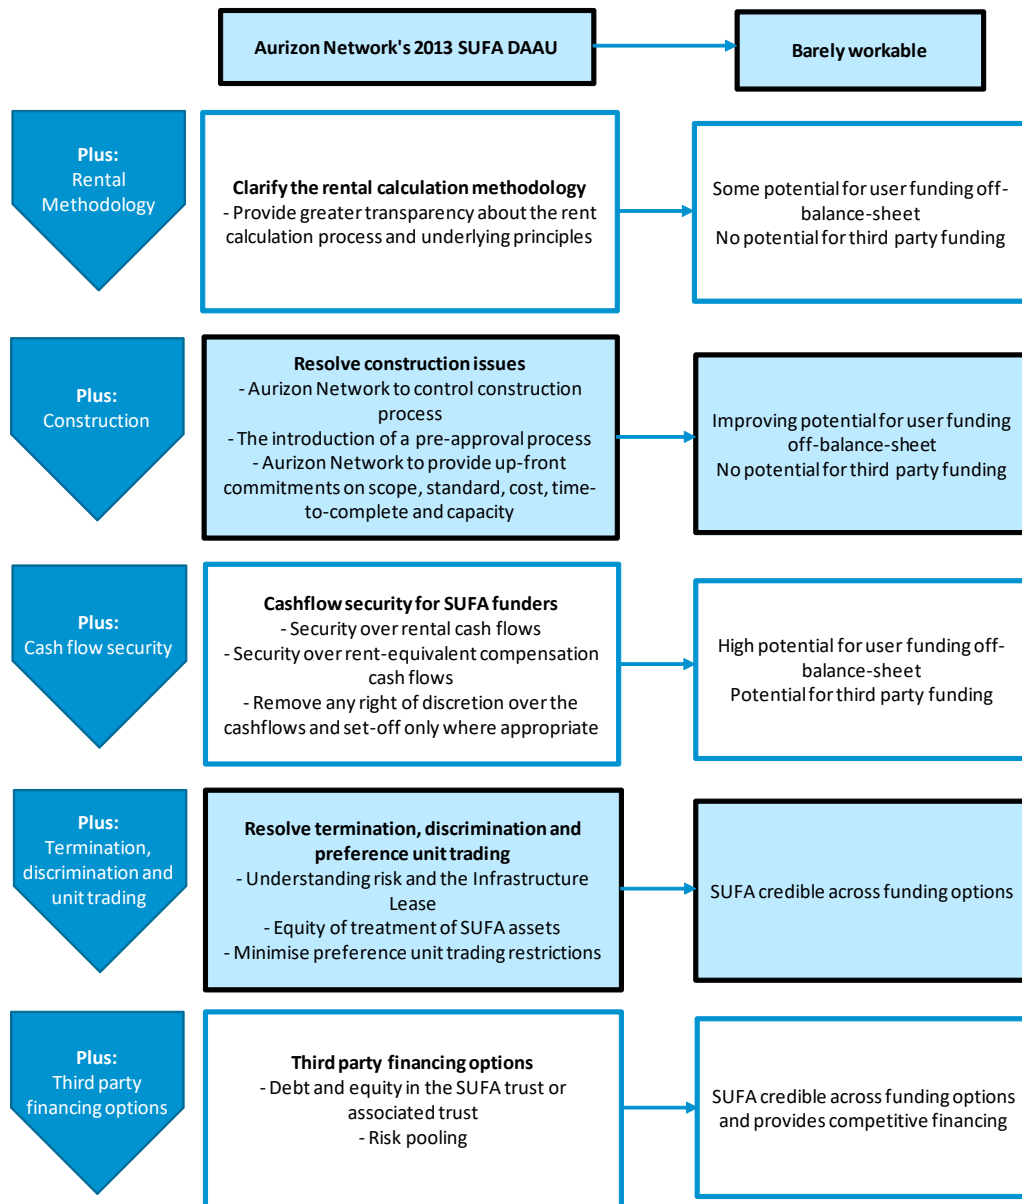 Aurizon Network's 2013 SUFA DAAU
Barely workable
Plus:
Rental
Methodology
Clarify the rental calculation methodology
- Provide greater transparency about the rent
calculation process and underlying principles
Some potential for user funding off-
balance-sheet
No potential for third party funding
Plus:
Construction
Resolve construction issues
- Aurizon Network to control construction
process
- The introduction of a pre-approval process
- Aurizon Network to provide up-front
commitments on scope, standard, cost, time-
to-complete and capacity
Improving potential for user funding
off-balance-sheet
No potential for third party funding
Plus:
Cash flow security
Cashflow security for SUFA funders
- Security over rental cash flows
- Security over rent-equivalent compensation
cash flows
- Remove any right of discretion over the
cashflows and set-off only where appropriate
High potential for user funding off-
balance-sheet
Potential for third party funding
Plus:
Termination,
discrimination and
unit trading
Resolve termination, discrimination and
preference unit trading
- Understanding risk and the Infrastructure
Lease
- Equity of treatment of SUFA assets
- Minimise preference unit trading restrictions
SUFA credible across funding options
Plus:
Third party
financing options
Third party financing options
- Debt and equity in the SUFA trust or
associated trust
- Risk pooling
SUFA credible across funding options
and provides competitive financing